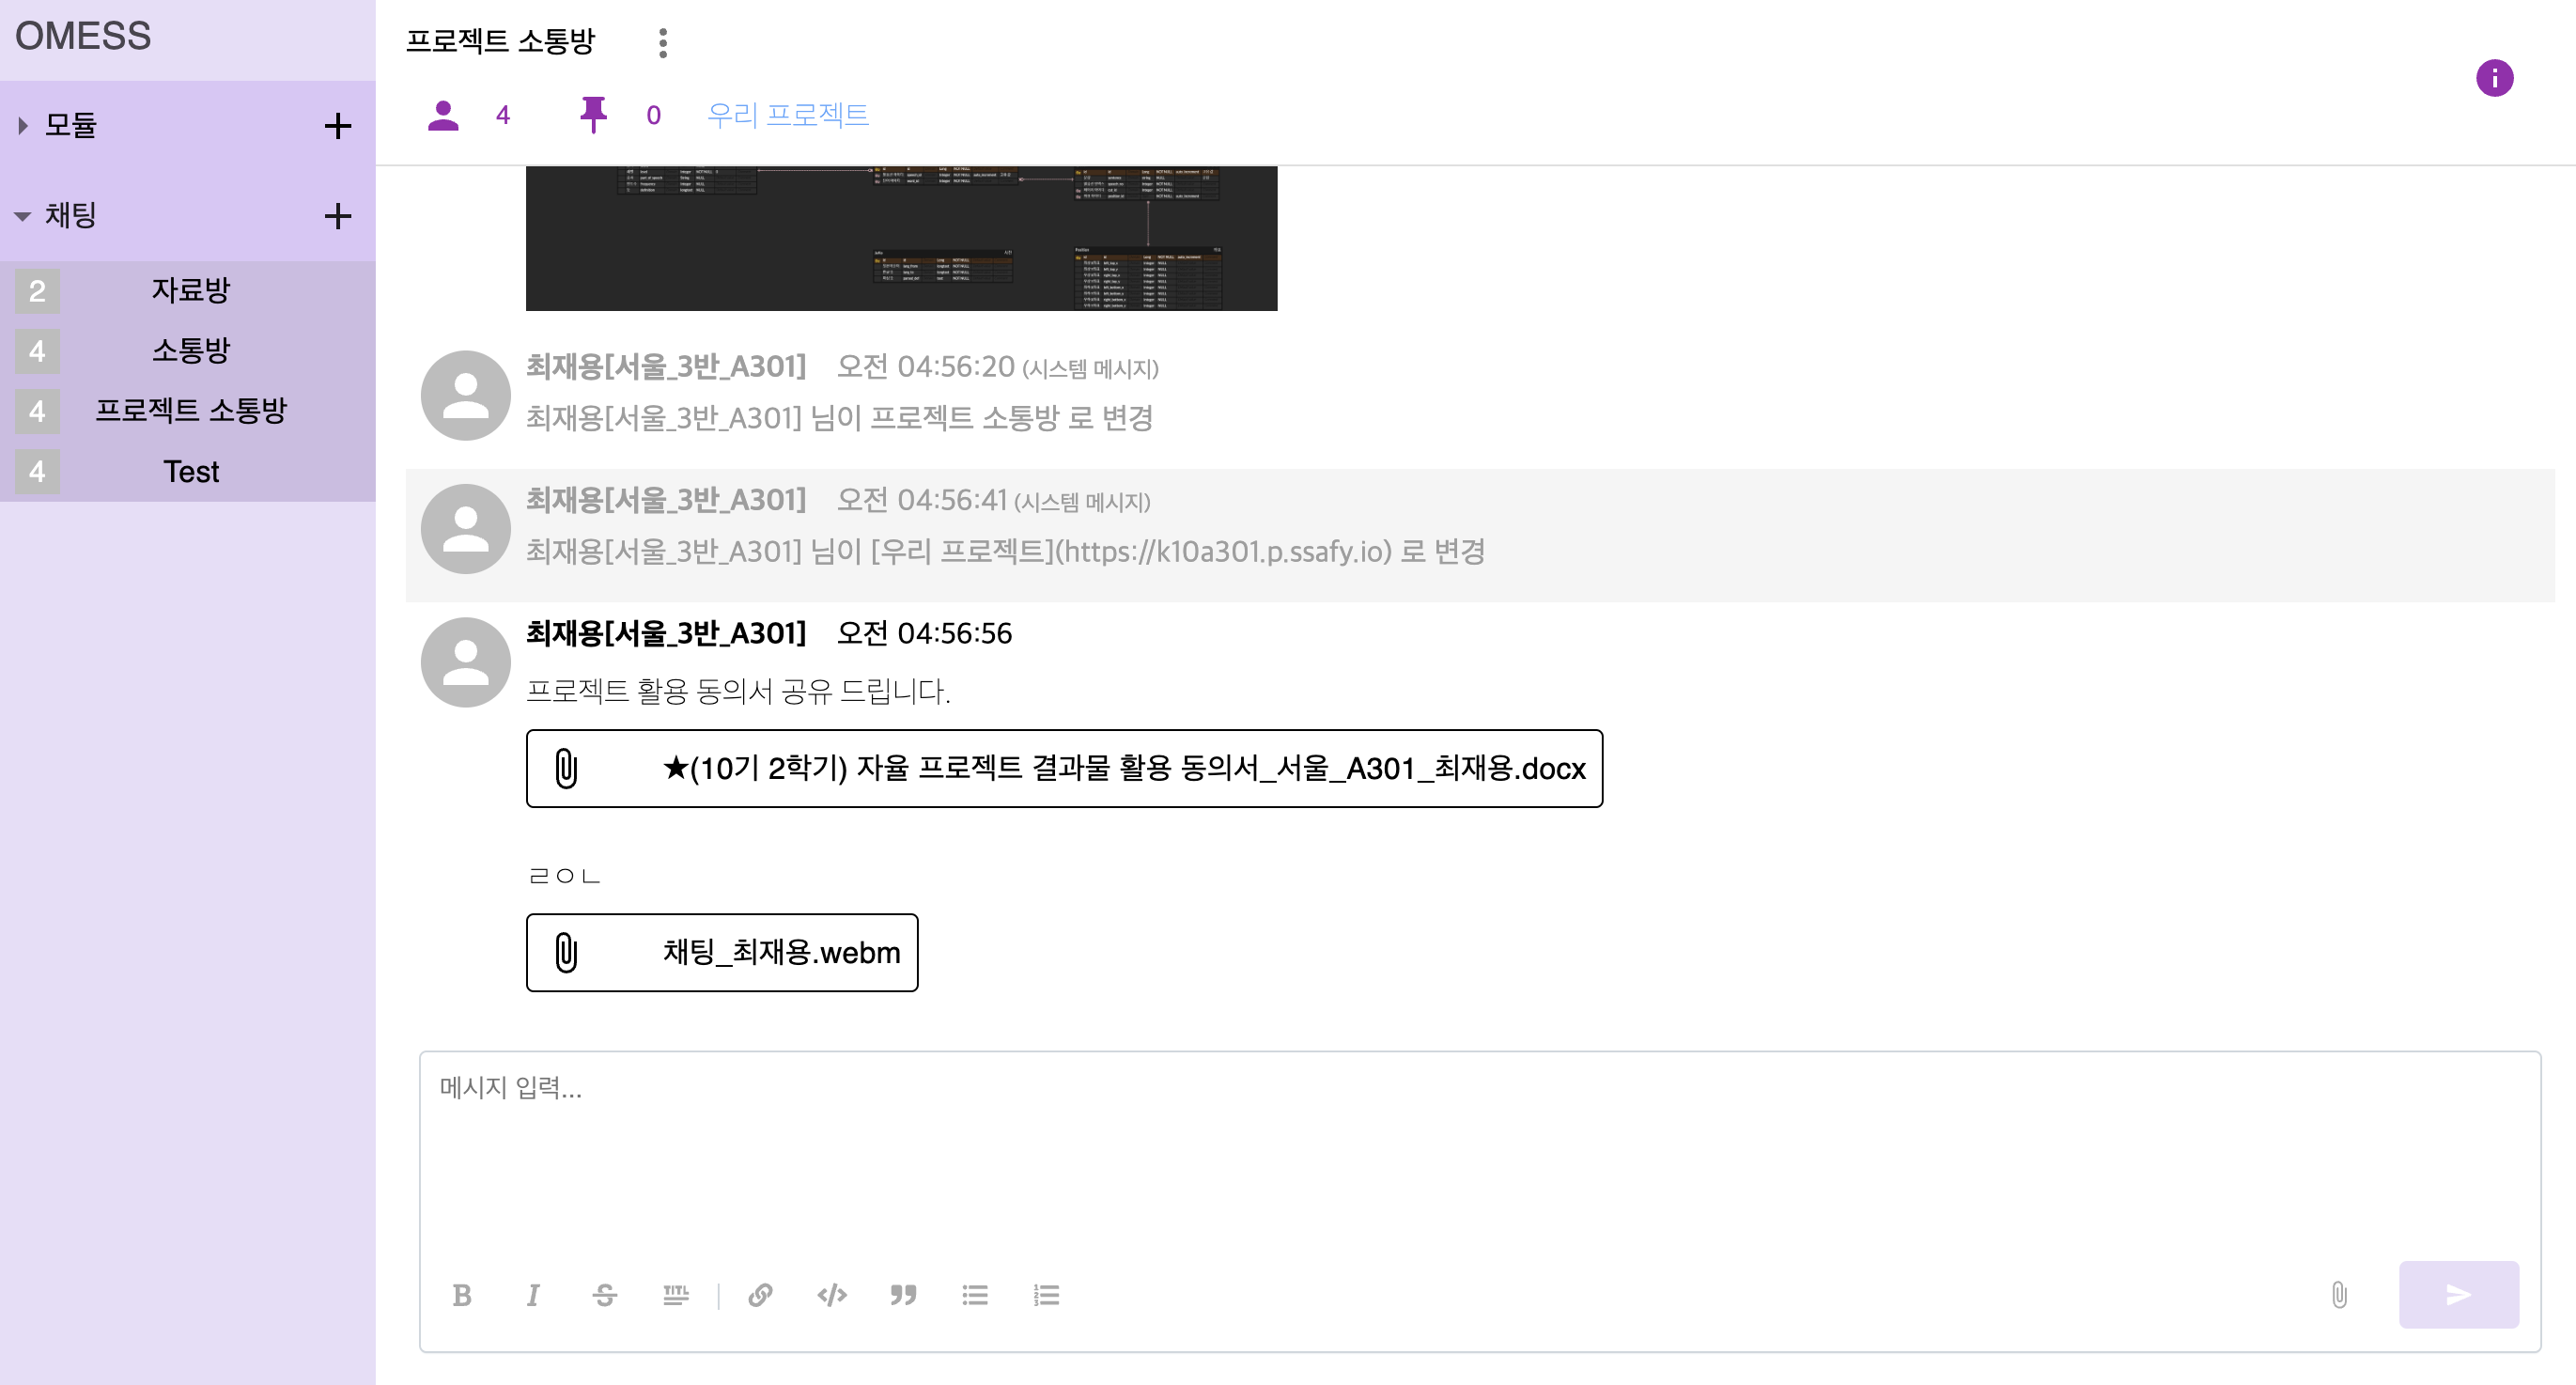 OMESS
모듈
채팅
2 자료방
4 소통방
4 프로젝트 소통방
4 Test
프로젝트 소통방
4 0 우리 프로젝트
최재용[서울_3반_A301] 오전 04:56:20 (시스템 메시지)
최재용[서울_3반_A301] 님이 프로젝트 소통방 로 변경
최재용[서울_3반_A301] 오전 04:56:41 (시스템 메시지)
최재용[서울_3반_A301] 님이 [우리 프로젝트](https://k10a301.p.ssafy.io) 로 변경
최재용[서울_3반_A301] 오전 04:56:56
프로젝트 활용 동의서 공유 드립니다.
★(10기 2학기) 자율 프로젝트 결과물 활용 동의서_서울_A301_최재용.docx
ㄹㅇㄴ
채팅_최재용.webm
메시지 입력...